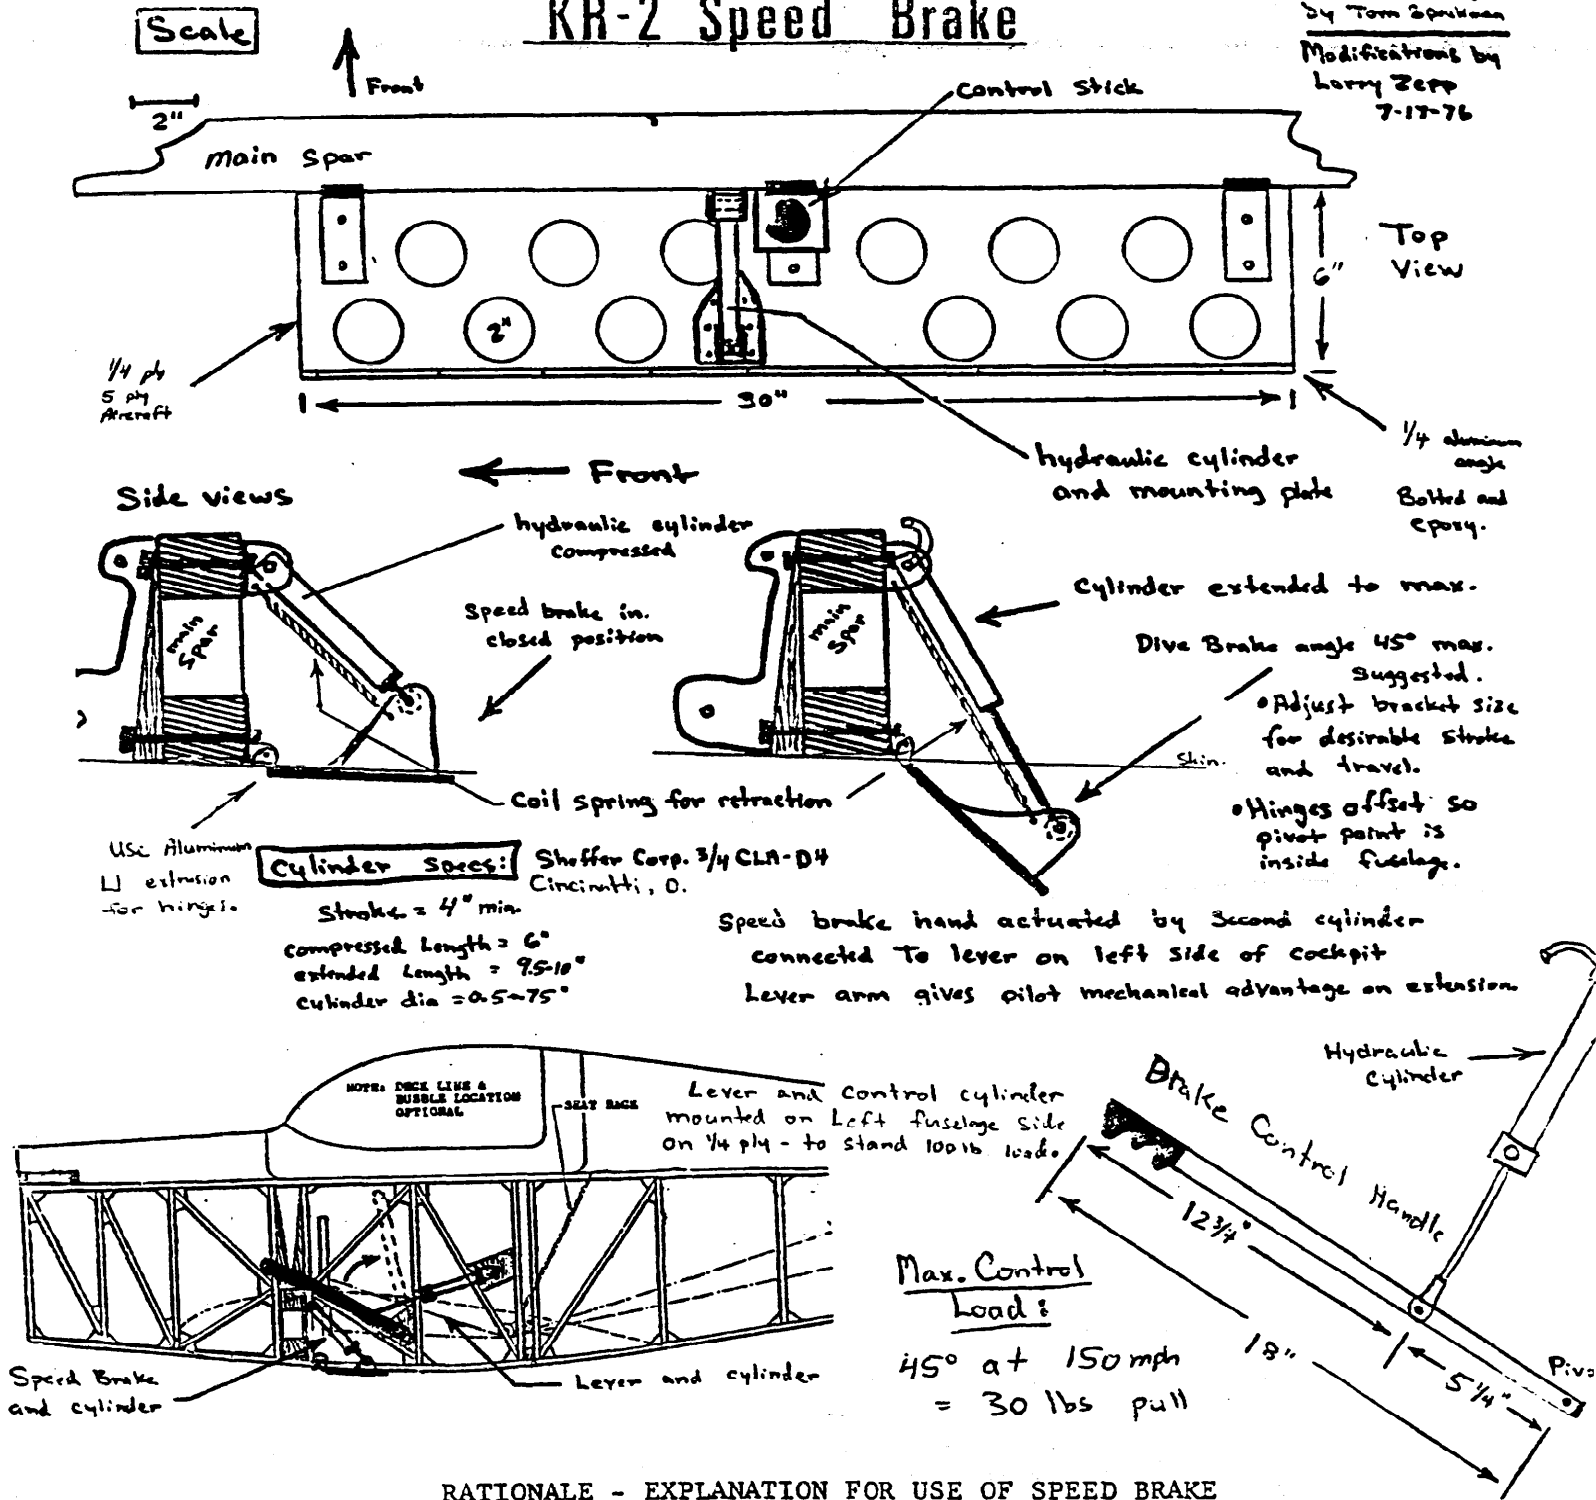 KR-2 Speed Brake
Scale
by Tom
Modifications by
Larry Zepp
7-17-76
Front
2"
Control Stick
Main Spar
Top
View
6"
2"
1/4 ply
5 ply
Aircraft
30"
1/4 aluminum
angle
Bolted and
epoxy.
hydraulic cylinder
and mounting plate
Front
Side views
hydraulic cylinder
compressed
Speed brake in.
closed position
Main
Spar
Main
Spar
Cylinder extended to max.
Dive Brake angle 45° max.
Suggested.
•Adjust bracket size
for desirable stroke
and travel.
Skin.
•Hinges offset so
pivot point is
inside fuselage.
Coil spring for retraction
Use Aluminum
⊔ extrusion
for hinges.
Cylinder Specs:
Sheffer Corp. 3/4 CLA-D4
Cincinatti, O.
Stroke = 4" min.
compressed Length = 6"
extended Length = 9.5-10"
Cylinder dia = 0.5-75"
Speed brake hand actuated by second cylinder
connected To lever on left side of cockpit
Lever arm gives pilot mechanical advantage on extension
Hydraulic
Cylinder
Brake Control Handle
NOTE: DECK LINE &
BUBBLE LOCATION
OPTIONAL
SEAT BACK
Lever and Control cylinder
mounted on Left fuselage side
on 1/4 ply - to stand 100 lb. load.
12 3/4"
18"
5 1/4"
Max. Control
Load:
45° at 150 mph
= 30 lbs pull
Speed Brake
and cylinder
Lever and cylinder
RATIONALE - EXPLANATION FOR USE OF SPEED BRAKE